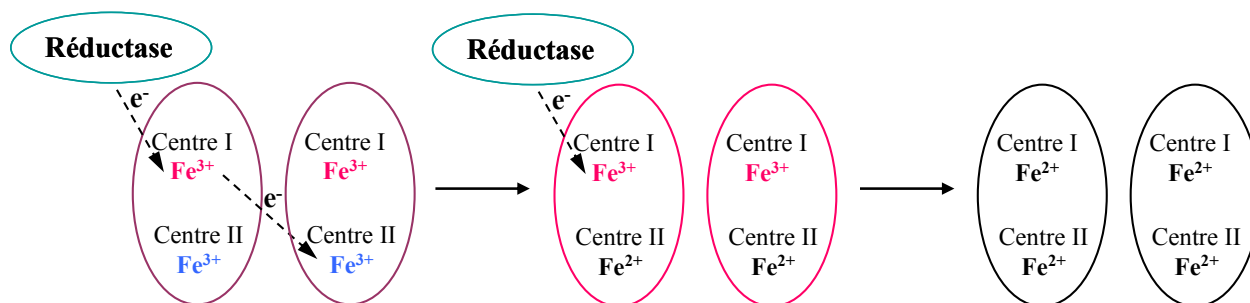 Réductase
Réductase
e⁻
e⁻
Centre I
Fe³⁺
Centre I
Fe³⁺
e⁻
Centre II
Fe³⁺
Centre II
Fe³⁺
Centre I
Fe³⁺
Centre I
Fe³⁺
Centre II
Fe²⁺
Centre II
Fe²⁺
Centre I
Fe²⁺
Centre I
Fe²⁺
Centre II
Fe²⁺
Centre II
Fe²⁺